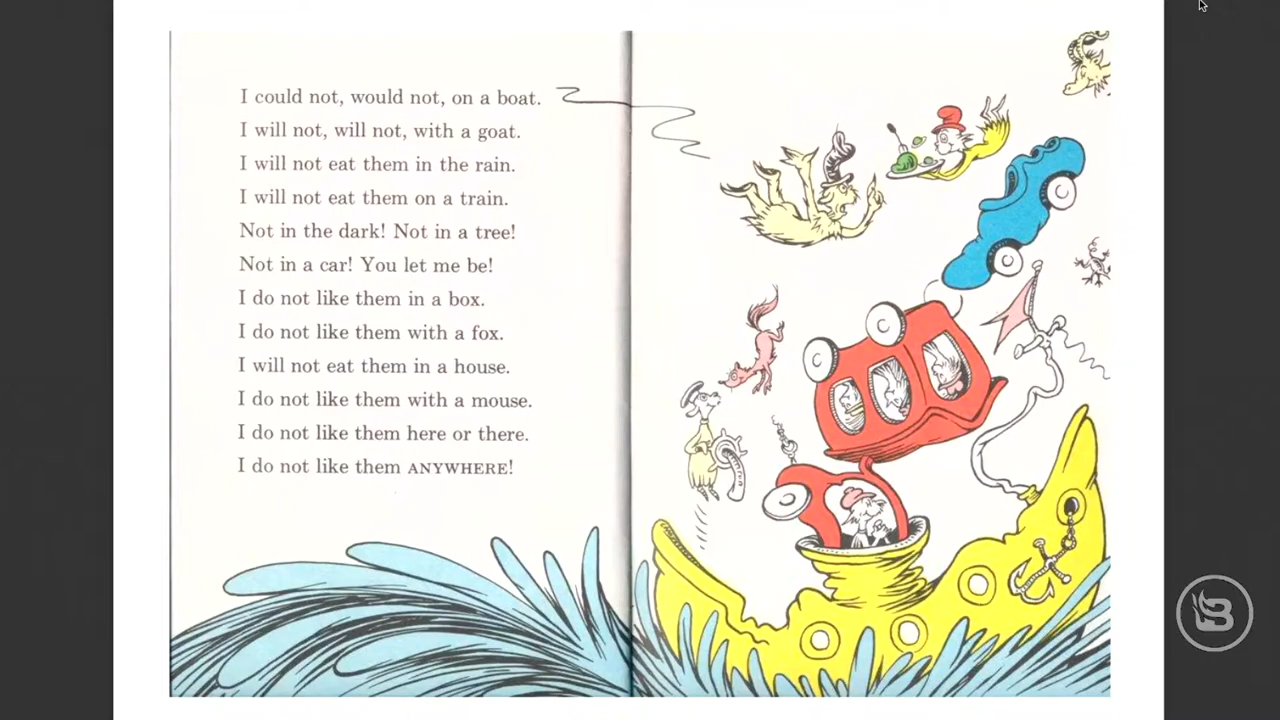 I could not, would not, on a boat.
I will not, will not, with a goat.
I will not eat them in the rain.
I will not eat them on a train.
Not in the dark! Not in a tree!
Not in a car! You let me be!
I do not like them in a box.
I do not like them with a fox.
I will not eat them in a house.
I do not like them with a mouse.
I do not like them here or there.
I do not like them ANYWHERE!
B